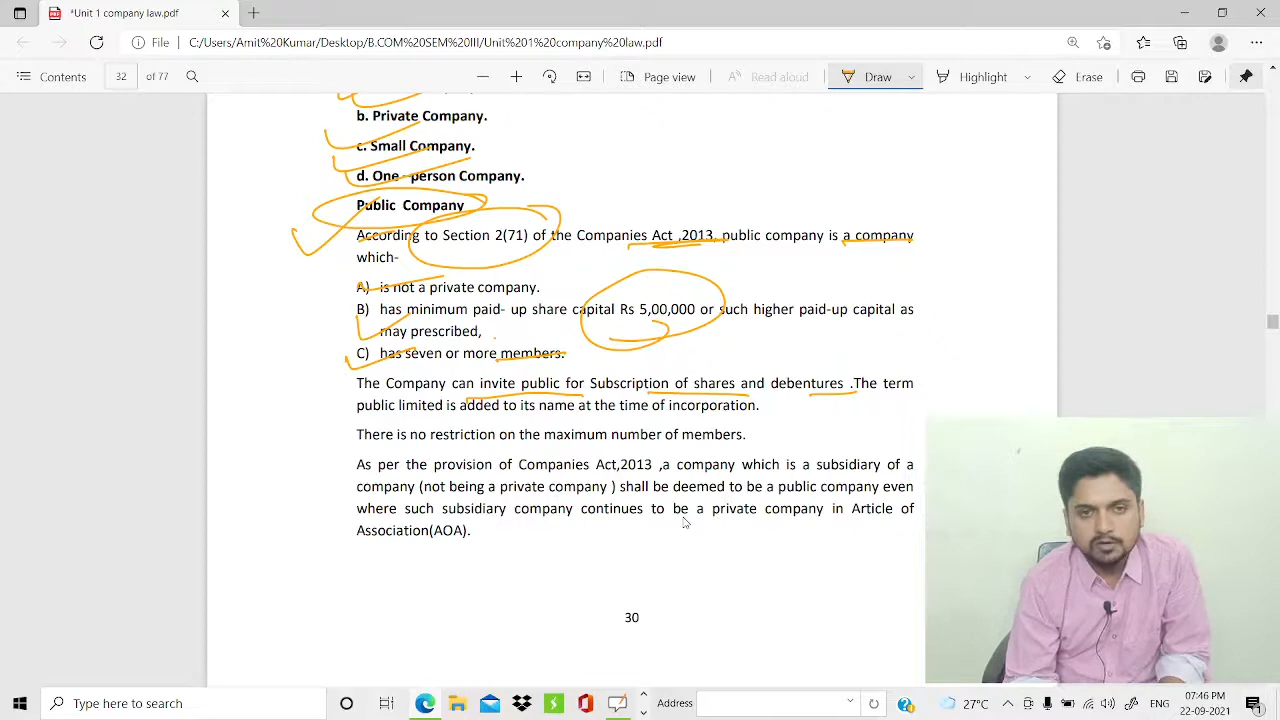 *Unit 1 company law.pdf
File
C:/Users/Amit%20Kumar/Desktop/B.COM%20SEM%20III/Unit%201%20company%20law.pdf
Contents
32 of 77
Page view
Read aloud
Draw
Highlight
Erase
b. Private Company.
c. Small Company.
d. One - person Company.
Public Company
According to Section 2(71) of the Companies Act ,2013, public company is a company
which-
A) is not a private company.
B) has minimum paid- up share capital Rs 5,00,000 or such higher paid-up capital as
may prescribed,
C) has seven or more members.
The Company can invite public for Subscription of shares and debentures .The term
public limited is added to its name at the time of incorporation.
There is no restriction on the maximum number of members.
As per the provision of Companies Act,2013 ,a company which is a subsidiary of a
company (not being a private company ) shall be deemed to be a public company even
where such subsidiary company continues to be a private company in Article of
Association(AOA).
30
Type here to search
Address
27°C
ENG
07:46 PM
22-09-2021